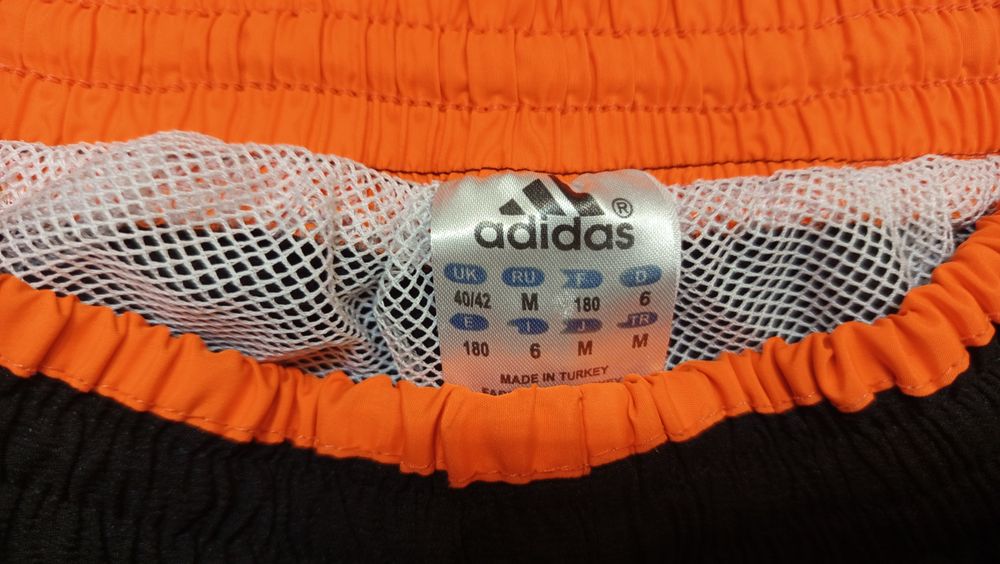 adidas®
UK RU F D
40/42 M 180 6
E I J TR
180 6 M M
MADE IN TURKEY